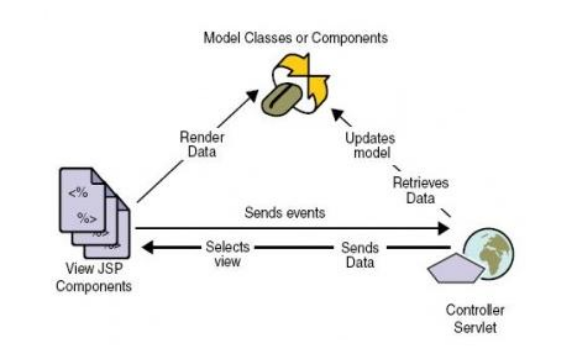 Model Classes or Components
Render
Data
Updates
model
Retrieves
Data
<%
%>
%>
Sends events
Selects
view
Sends
Data
View JSP
Components
Controller
Servlet